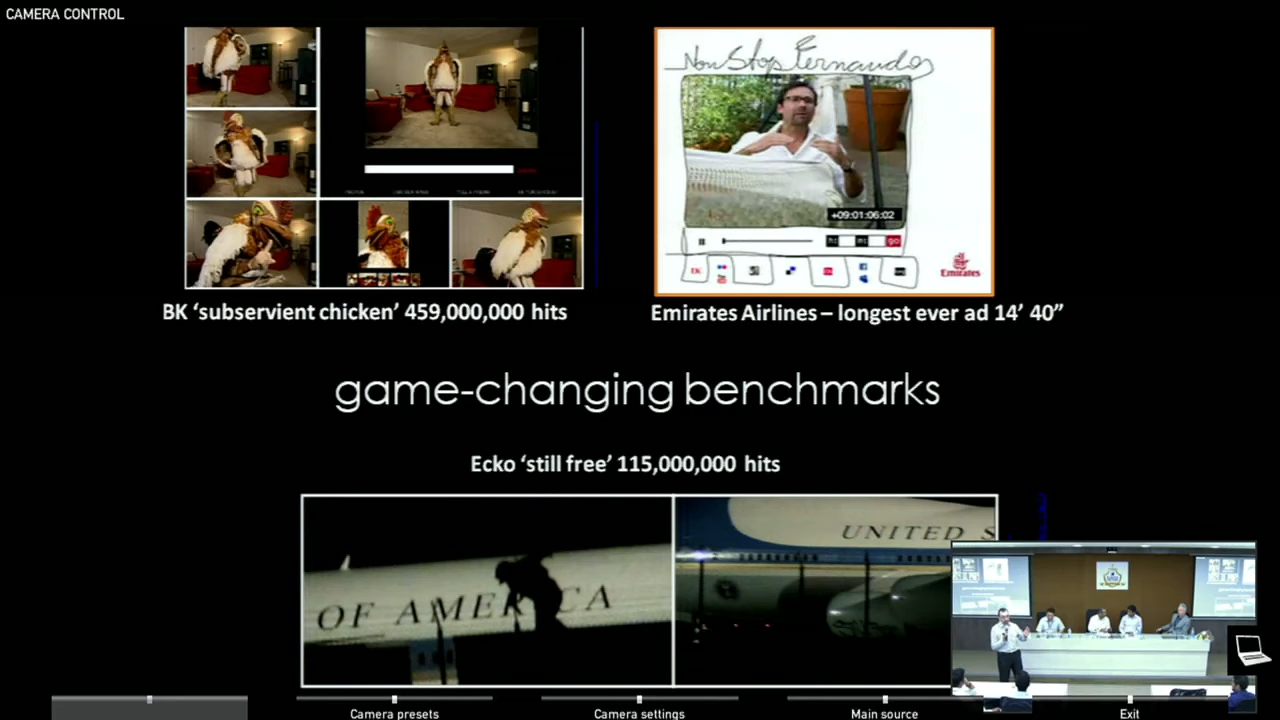 CAMERA CONTROL
NonStop Fernando
+09:01:06:02
h:
m:
go
Emirates
BK ‘subservient chicken’ 459,000,000 hits
Emirates Airlines – longest ever ad 14’ 40”
game-changing benchmarks
Ecko ‘still free’ 115,000,000 hits
OF AMERICA
UNITED S
Camera presets
Camera settings
Main source
Exit